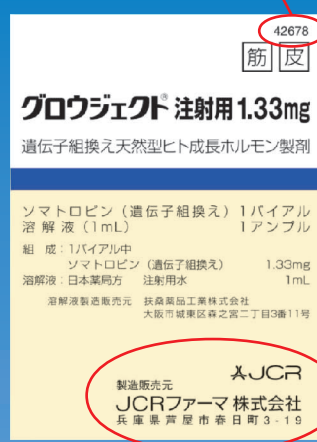 42678
筋 皮
グロウジェクト® 注射用1.33mg
遺伝子組換え天然型ヒト成長ホルモン製剤
ソマトロピン（遺伝子組換え）1バイアル
溶解液（1mL） 1アンプル
組 成：1バイアル中
ソマトロピン（遺伝子組換え） 1.33mg
溶解液：日本薬局方 注射用水 1mL
溶解液製造販売元 扶桑薬品工業株式会社
大阪市城東区森之宮二丁目3番11号
JCR
製造販売元
JCRファーマ株式会社
兵庫県芦屋市春日町3-19